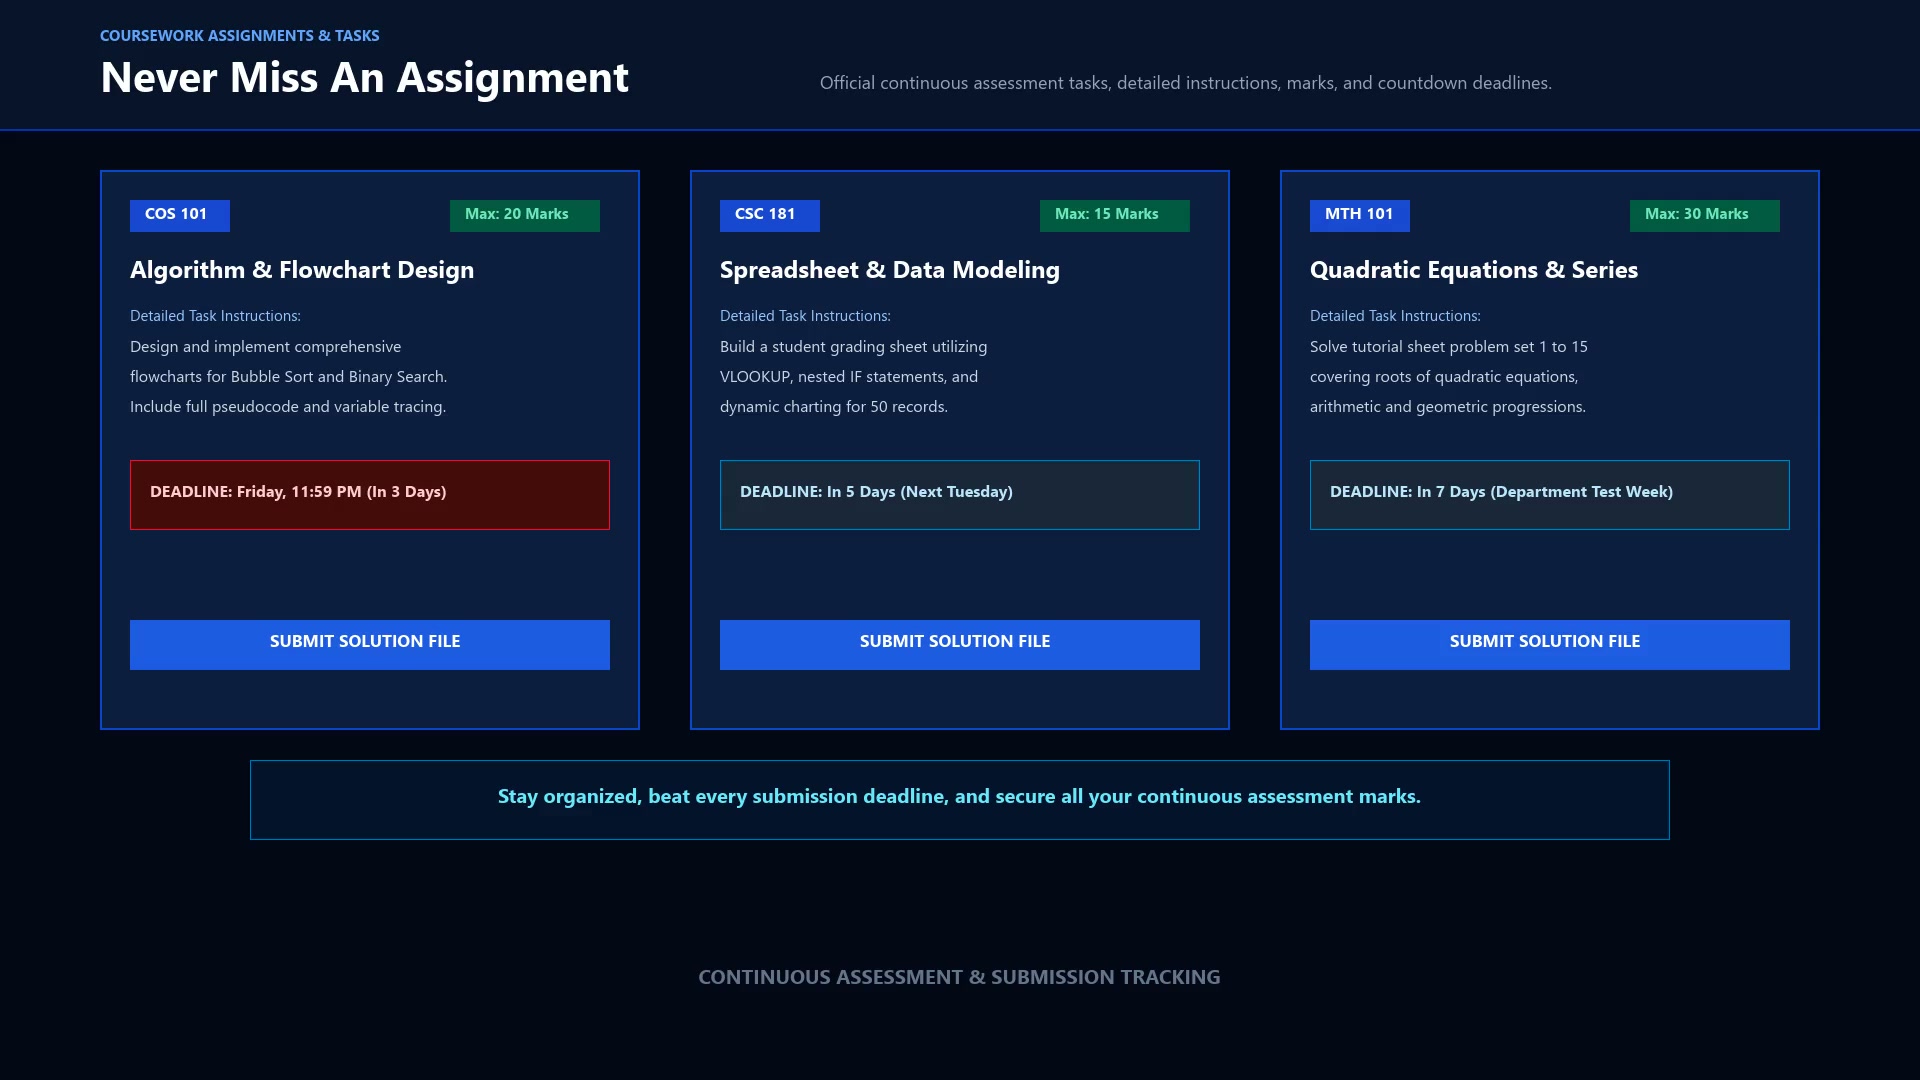 COURSEWORK ASSIGNMENTS & TASKS
Never Miss An Assignment
Official continuous assessment tasks, detailed instructions, marks, and countdown deadlines.
COS 101
Max: 20 Marks
Algorithm & Flowchart Design
Detailed Task Instructions:
Design and implement comprehensive
flowcharts for Bubble Sort and Binary Search.
Include full pseudocode and variable tracing.
DEADLINE: Friday, 11:59 PM (In 3 Days)
SUBMIT SOLUTION FILE
CSC 181
Max: 15 Marks
Spreadsheet & Data Modeling
Detailed Task Instructions:
Build a student grading sheet utilizing
VLOOKUP, nested IF statements, and
dynamic charting for 50 records.
DEADLINE: In 5 Days (Next Tuesday)
SUBMIT SOLUTION FILE
MTH 101
Max: 30 Marks
Quadratic Equations & Series
Detailed Task Instructions:
Solve tutorial sheet problem set 1 to 15
covering roots of quadratic equations,
arithmetic and geometric progressions.
DEADLINE: In 7 Days (Department Test Week)
SUBMIT SOLUTION FILE
Stay organized, beat every submission deadline, and secure all your continuous assessment marks.
CONTINUOUS ASSESSMENT & SUBMISSION TRACKING